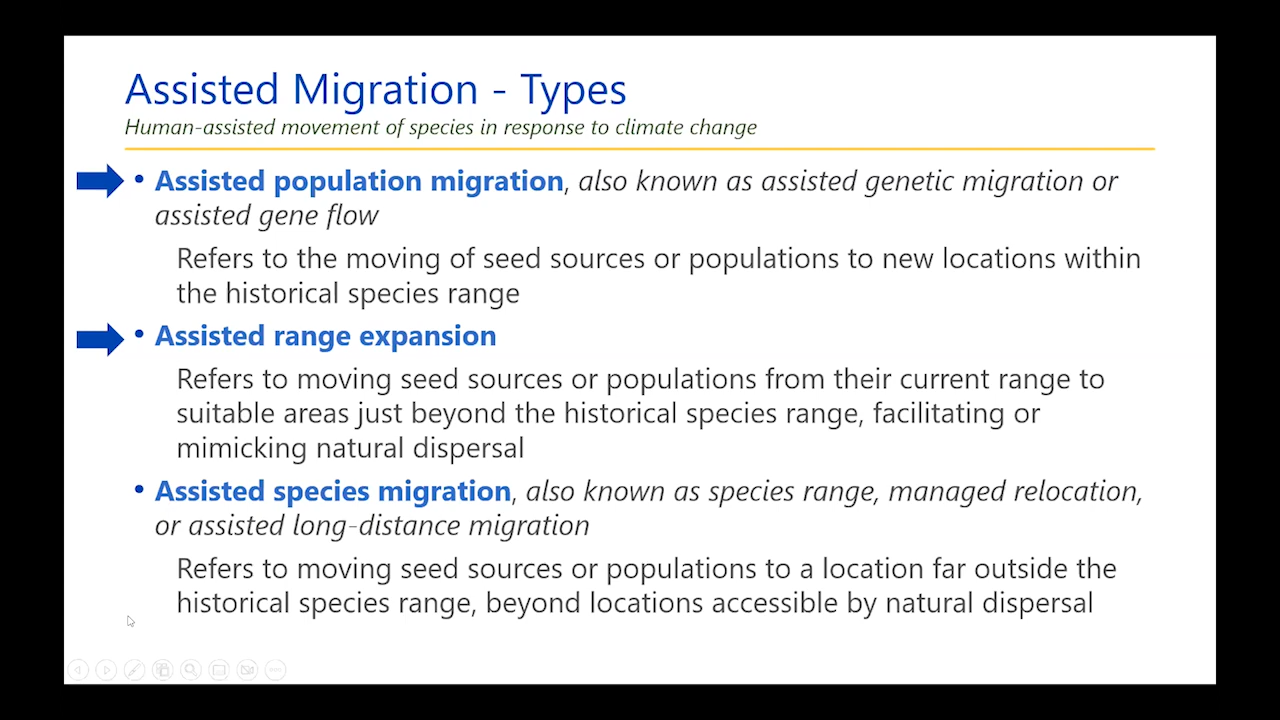 Assisted Migration - Types
Human-assisted movement of species in response to climate change
• Assisted population migration, also known as assisted genetic migration or
assisted gene flow
Refers to the moving of seed sources or populations to new locations within
the historical species range
• Assisted range expansion
Refers to moving seed sources or populations from their current range to
suitable areas just beyond the historical species range, facilitating or
mimicking natural dispersal
• Assisted species migration, also known as species range, managed relocation,
or assisted long-distance migration
Refers to moving seed sources or populations to a location far outside the
historical species range, beyond locations accessible by natural dispersal